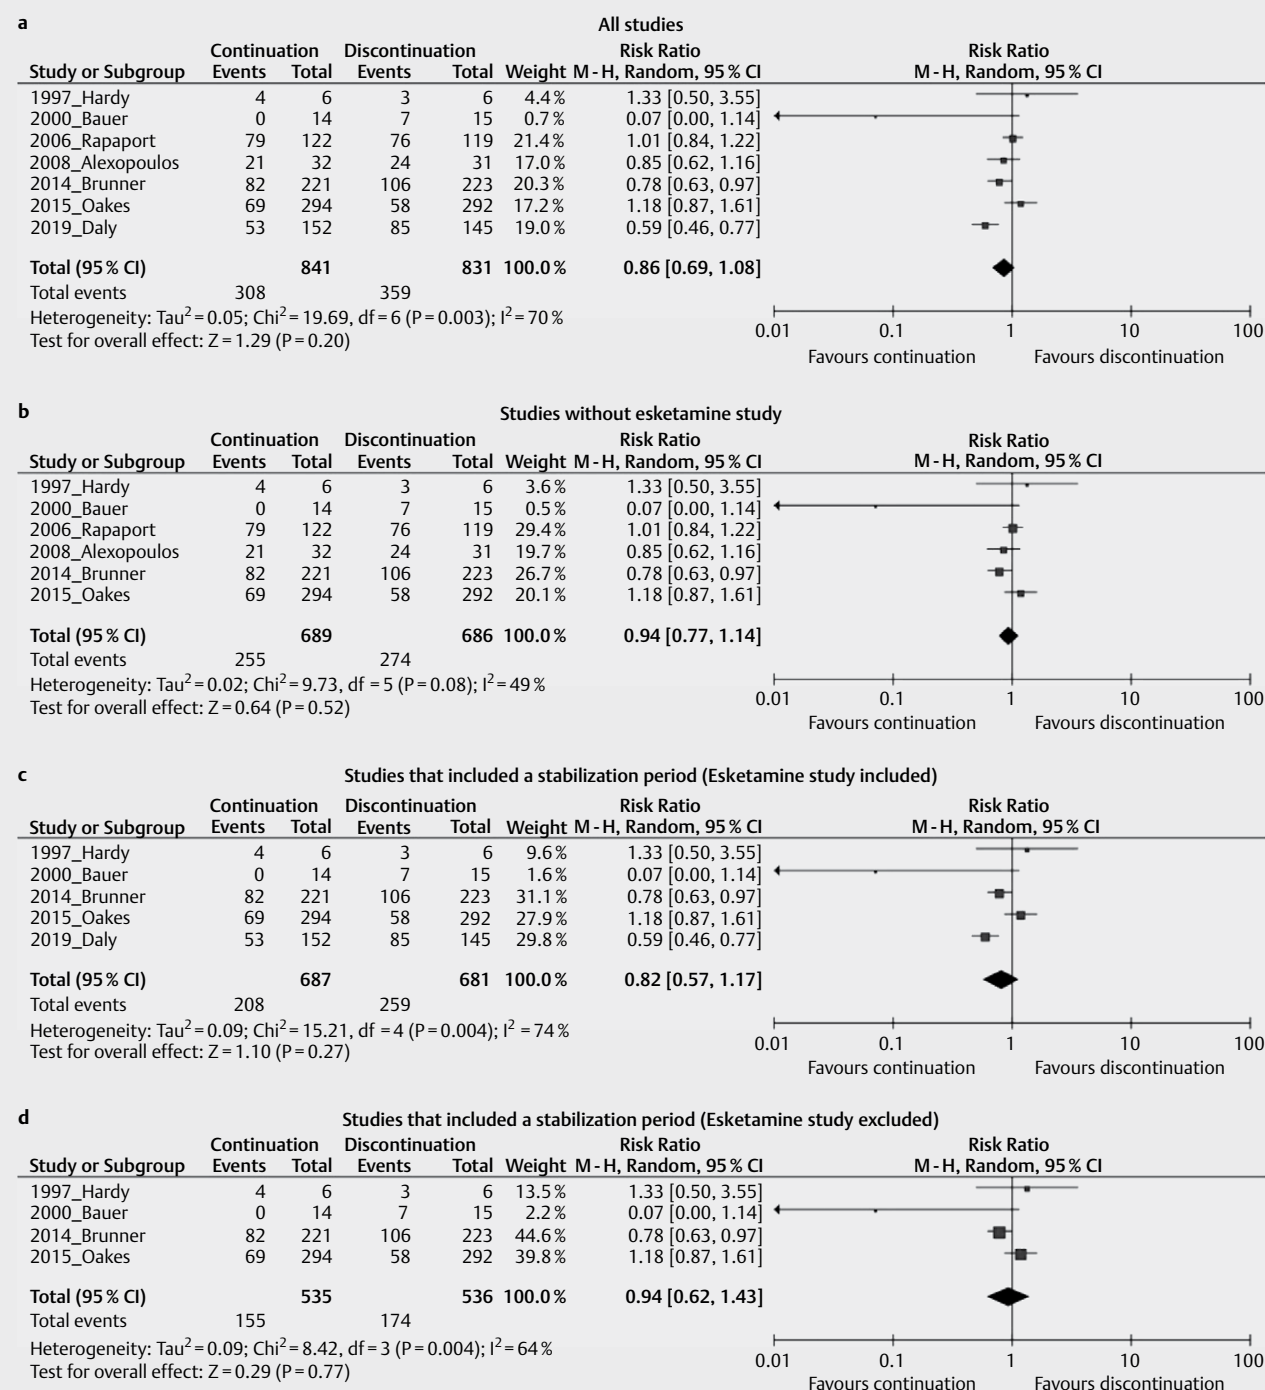 a
All studies
Continuation Discontinuation Risk Ratio Risk Ratio
Study or Subgroup Events Total Events Total Weight M - H, Random, 95 % CI M - H, Random, 95 % CI
1997_Hardy 4 6 3 6 4.4 % 1.33 [0.50, 3.55]
2000_Bauer 0 14 7 15 0.7 % 0.07 [0.00, 1.14]
2006_Rapaport 79 122 76 119 21.4 % 1.01 [0.84, 1.22]
2008_Alexopoulos 21 32 24 31 17.0 % 0.85 [0.62, 1.16]
2014_Brunner 82 221 106 223 20.3 % 0.78 [0.63, 0.97]
2015_Oakes 69 294 58 292 17.2 % 1.18 [0.87, 1.61]
2019_Daly 53 152 85 145 19.0 % 0.59 [0.46, 0.77]
Total (95 % CI) 841 831 100.0 % 0.86 [0.69, 1.08]
Total events 308 359
Heterogeneity: Tau² = 0.05; Chi² = 19.69, df = 6 (P = 0.003); I² = 70 %
Test for overall effect: Z = 1.29 (P = 0.20)
0.01 0.1 1 10 100
Favours continuation Favours discontinuation
b
Studies without esketamine study
Continuation Discontinuation Risk Ratio Risk Ratio
Study or Subgroup Events Total Events Total Weight M - H, Random, 95 % CI M - H, Random, 95 % CI
1997_Hardy 4 6 3 6 3.6 % 1.33 [0.50, 3.55]
2000_Bauer 0 14 7 15 0.5 % 0.07 [0.00, 1.14]
2006_Rapaport 79 122 76 119 29.4 % 1.01 [0.84, 1.22]
2008_Alexopoulos 21 32 24 31 19.7 % 0.85 [0.62, 1.16]
2014_Brunner 82 221 106 223 26.7 % 0.78 [0.63, 0.97]
2015_Oakes 69 294 58 292 20.1 % 1.18 [0.87, 1.61]
Total (95 % CI) 689 686 100.0 % 0.94 [0.77, 1.14]
Total events 255 274
Heterogeneity: Tau² = 0.02; Chi² = 9.73, df = 5 (P = 0.08); I² = 49 %
Test for overall effect: Z = 0.64 (P = 0.52)
0.01 0.1 1 10 100
Favours continuation Favours discontinuation
c
Studies that included a stabilization period (Esketamine study included)
Continuation Discontinuation Risk Ratio Risk Ratio
Study or Subgroup Events Total Events Total Weight M - H, Random, 95 % CI M - H, Random, 95 % CI
1997_Hardy 4 6 3 6 9.6 % 1.33 [0.50, 3.55]
2000_Bauer 0 14 7 15 1.6 % 0.07 [0.00, 1.14]
2014_Brunner 82 221 106 223 31.1 % 0.78 [0.63, 0.97]
2015_Oakes 69 294 58 292 27.9 % 1.18 [0.87, 1.61]
2019_Daly 53 152 85 145 29.8 % 0.59 [0.46, 0.77]
Total (95 % CI) 687 681 100.0 % 0.82 [0.57, 1.17]
Total events 208 259
Heterogeneity: Tau² = 0.09; Chi² = 15.21, df = 4 (P = 0.004); I² = 74 %
Test for overall effect: Z = 1.10 (P = 0.27)
0.01 0.1 1 10 100
Favours continuation Favours discontinuation
d
Studies that included a stabilization period (Esketamine study excluded)
Continuation Discontinuation Risk Ratio Risk Ratio
Study or Subgroup Events Total Events Total Weight M - H, Random, 95 % CI M - H, Random, 95 % CI
1997_Hardy 4 6 3 6 13.5 % 1.33 [0.50, 3.55]
2000_Bauer 0 14 7 15 2.2 % 0.07 [0.00, 1.14]
2014_Brunner 82 221 106 223 44.6 % 0.78 [0.63, 0.97]
2015_Oakes 69 294 58 292 39.8 % 1.18 [0.87, 1.61]
Total (95 % CI) 535 536 100.0 % 0.94 [0.62, 1.43]
Total events 155 174
Heterogeneity: Tau² = 0.09; Chi² = 8.42, df = 3 (P = 0.004); I² = 64 %
Test for overall effect: Z = 0.29 (P = 0.77)
0.01 0.1 1 10 100
Favours continuation Favours discontinuation